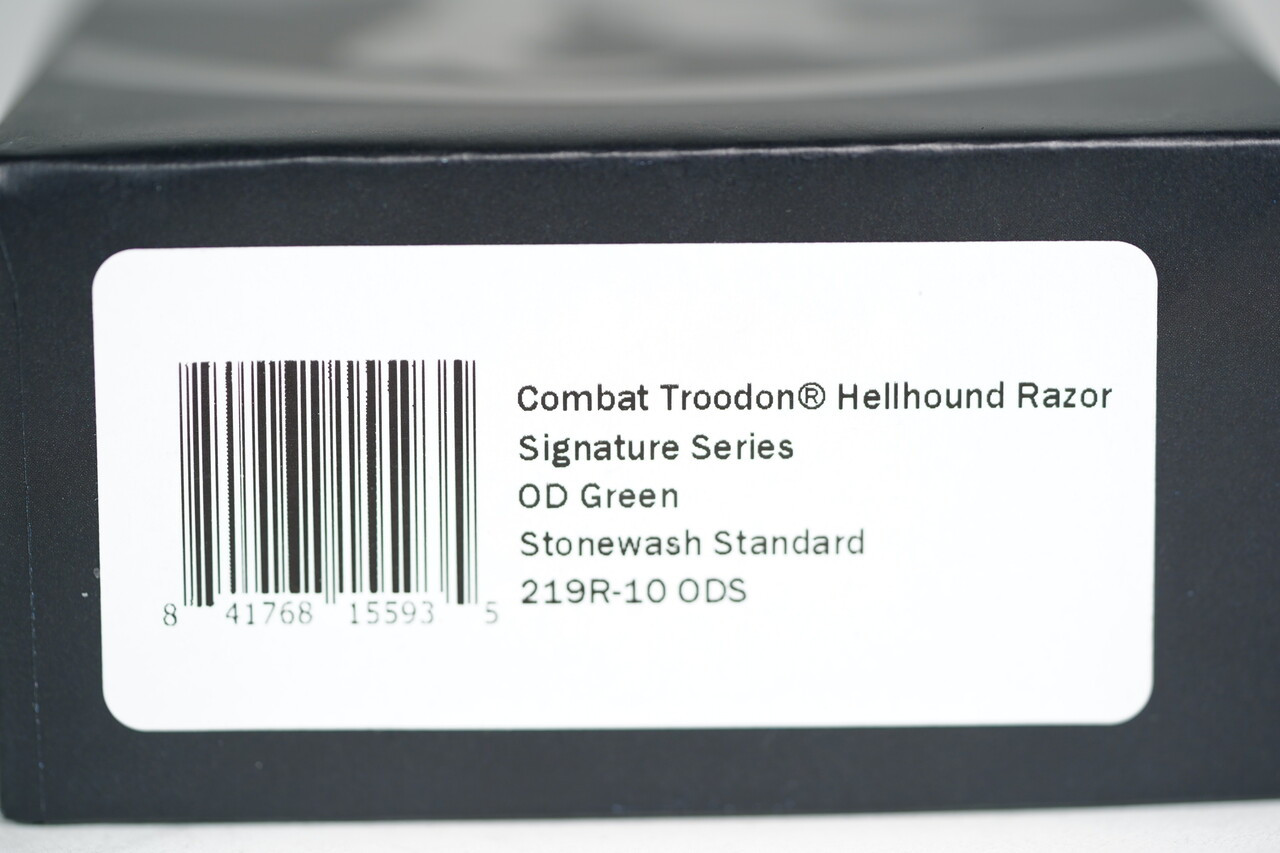 Combat Troodon® Hellhound Razor
Signature Series
OD Green
Stonewash Standard
219R-10 ODS
8 41768 15593 5